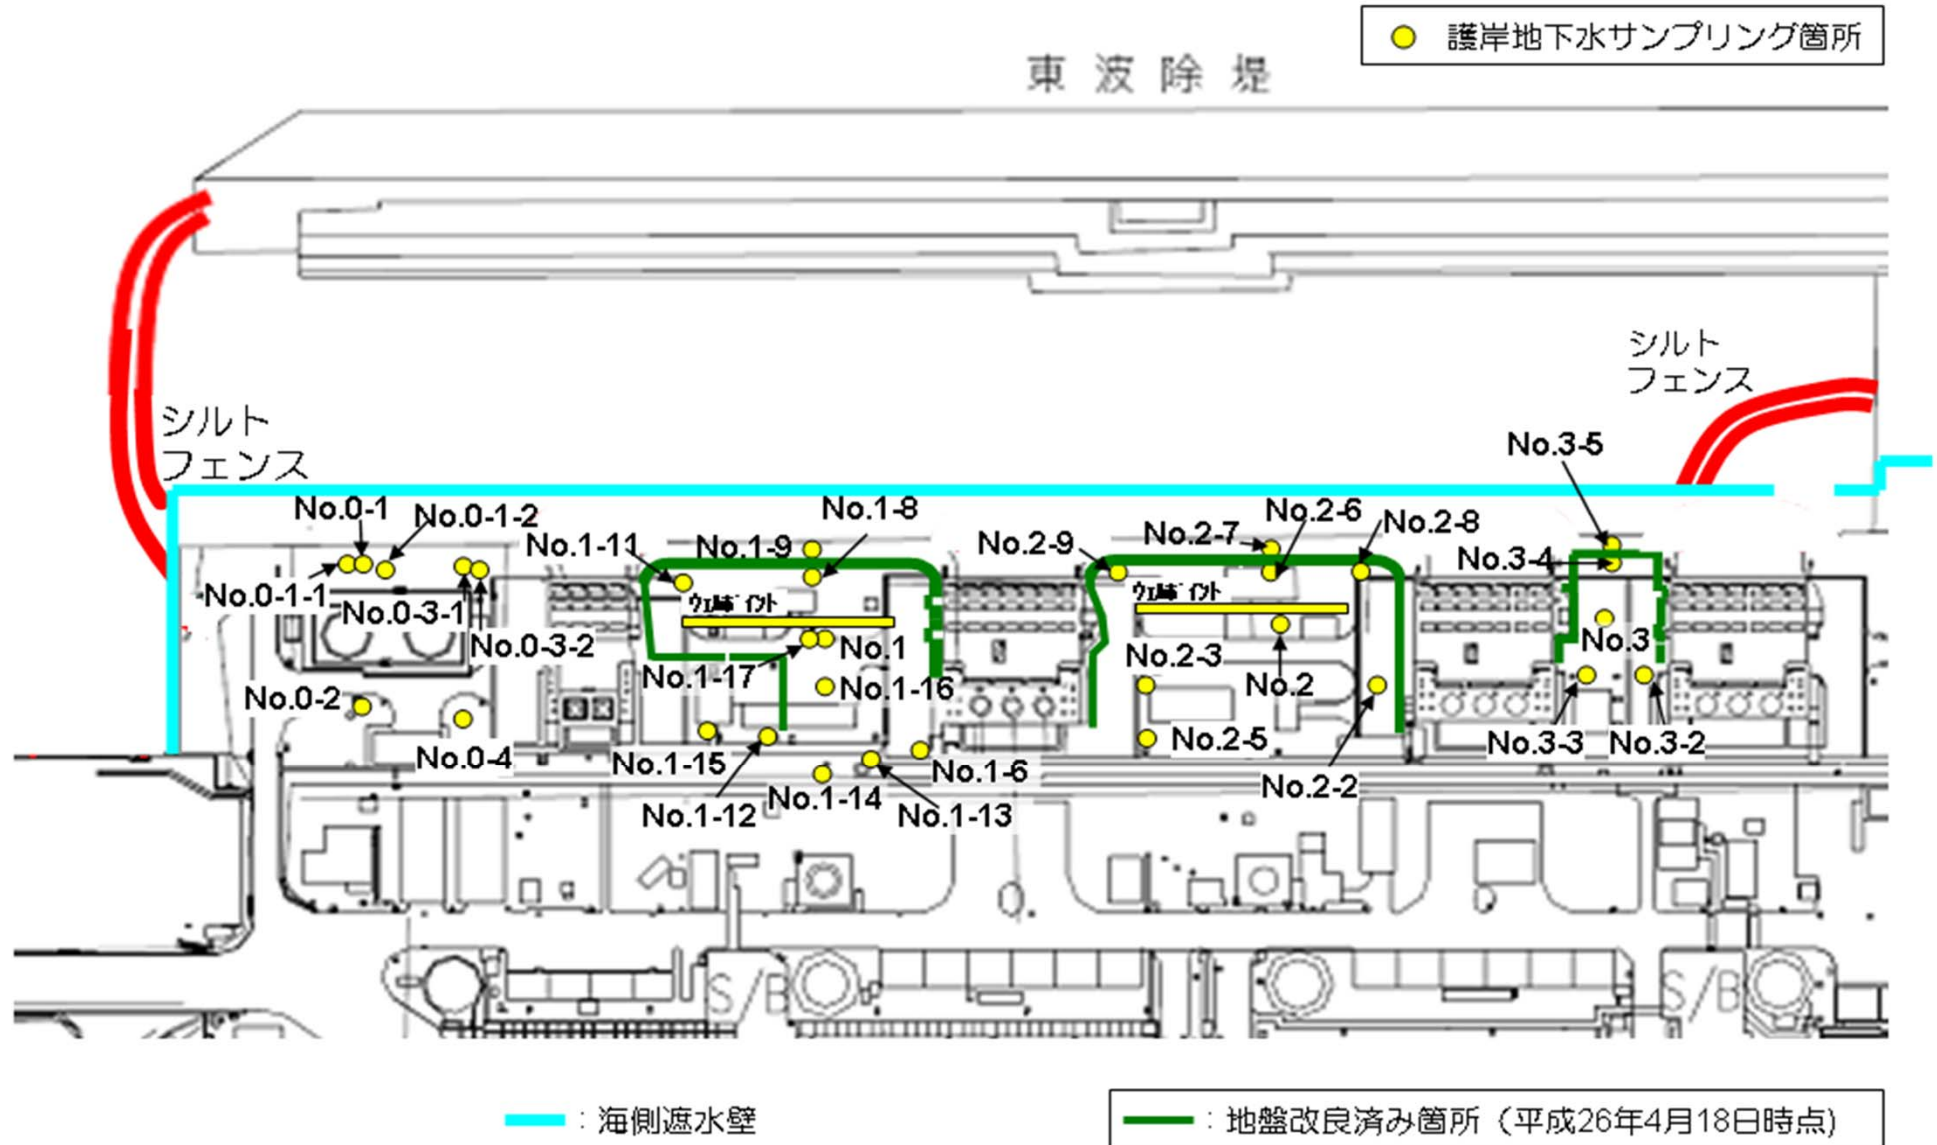 護岸地下水サンプリング箇所
東波除堤
シルト
フェンス
シルト
フェンス
No.3-5
No.0-1
No.0-1-2
No.1-8
No.2-6
No.2-8
No.1-11
No.1-9
No.2-9
No.2-7
No.3-4
No.0-1-1
No.0-3-1
ウェルポイント
ウェルポイント
No.0-3-2
No.1
No.3
No.1-17
No.2-3
No.1-16
No.2
No.0-2
No.2-5
No.3-3
No.3-2
No.0-4
No.1-15
No.1-6
No.2-2
No.1-14
No.1-12
No.1-13
S/B
S/B
：海側遮水壁
：地盤改良済み箇所（平成26年4月18日時点)